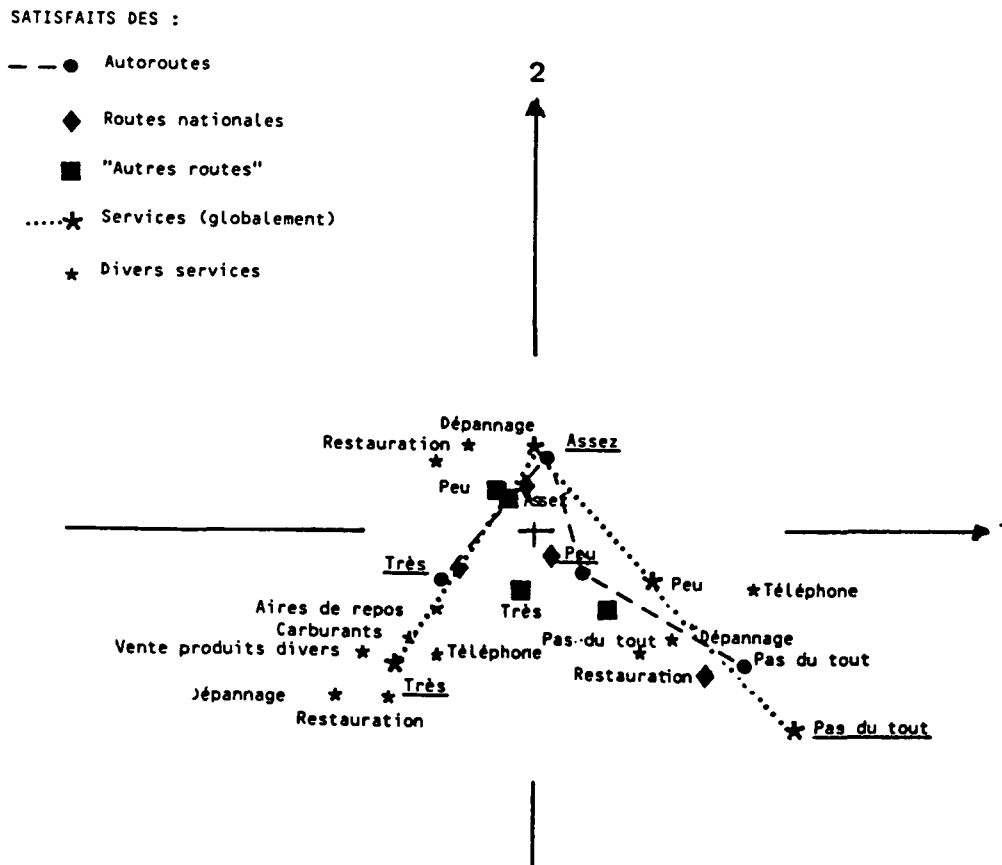 SATISFAITS DES :
Autoroutes
2
Routes nationales
"Autres routes"
Services (globalement)
Divers services
Dépannage
Assez
Restauration
Peu
Assez
1
Très
Peu
Peu
Téléphone
Aires de repos
Très
Carburants
Pas du tout
Dépannage
Vente produits divers
Téléphone
Pas du tout
Restauration
Dépannage
Très
Restauration
Pas du tout